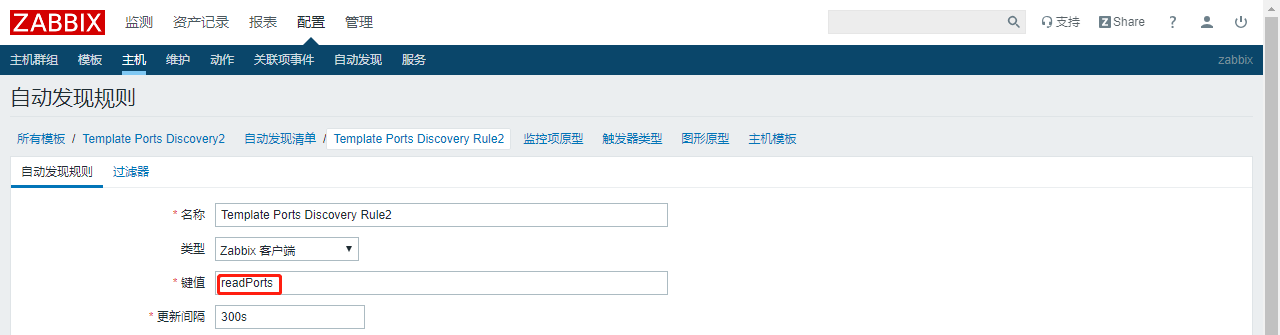 ZABBIX 监测 资产记录 报表 配置 管理 支持 Z Share ?
主机群组 模板 主机 维护 动作 关联项事件 自动发现 服务 zabbix
自动发现规则
所有模板 / Template Ports Discovery2 自动发现清单 / Template Ports Discovery Rule2 监控项原型 触发器类型 图形原型 主机模板
自动发现规则 过滤器
* 名称 Template Ports Discovery Rule2
类型 Zabbix 客户端
* 键值 readPorts
* 更新间隔 300s